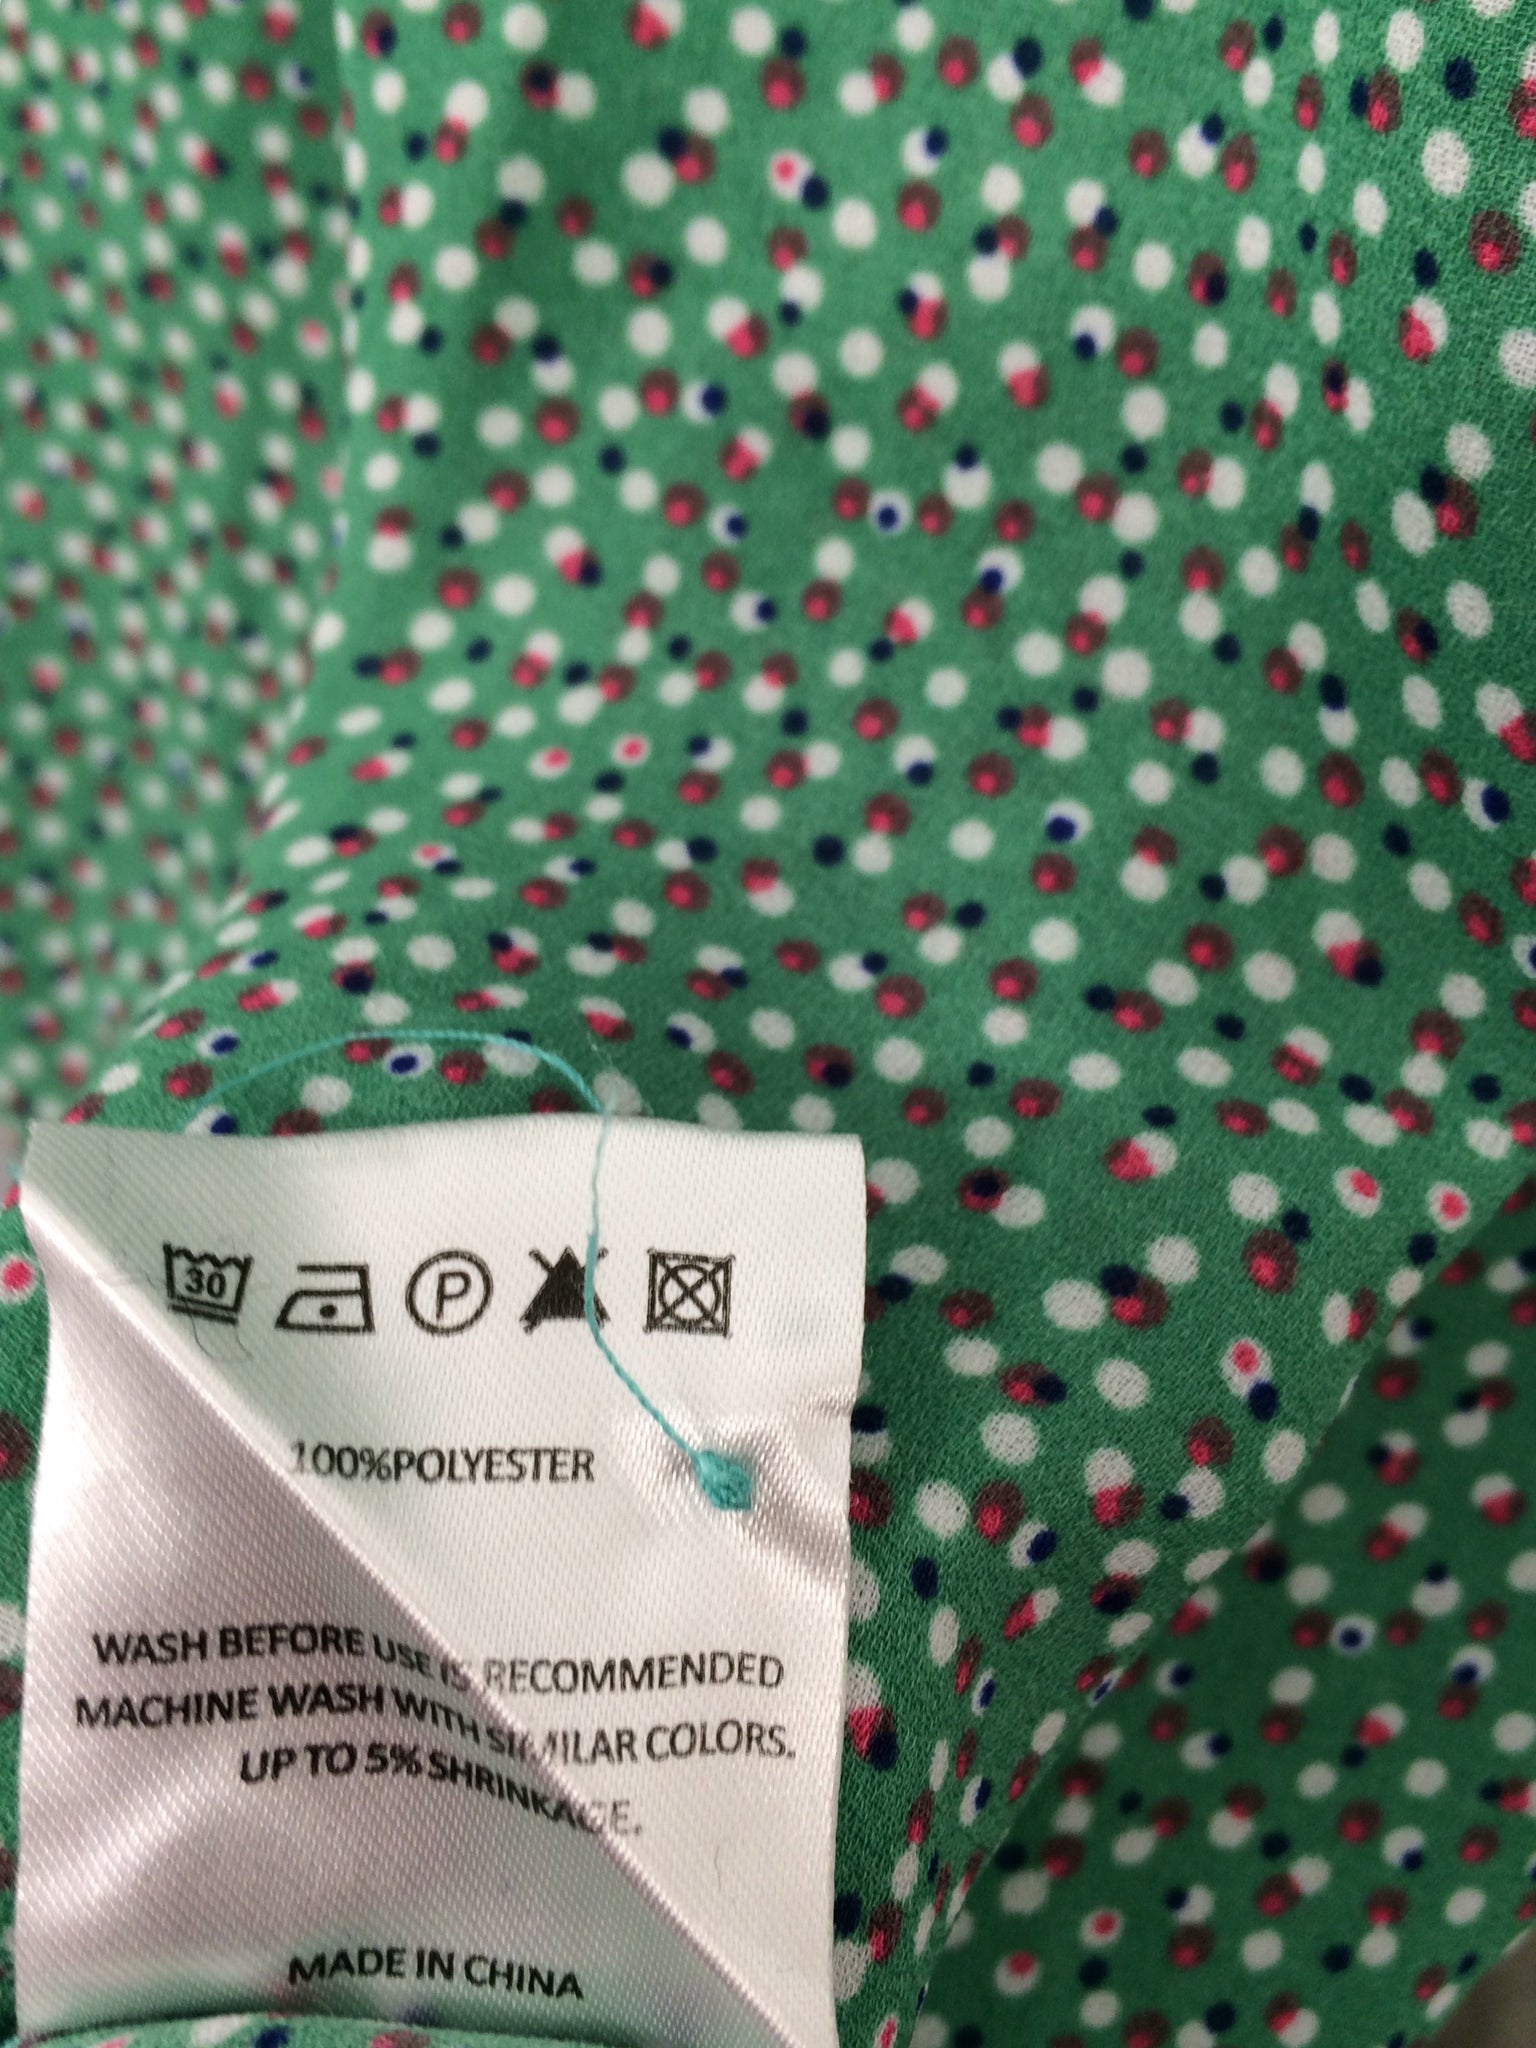 30 P
100%POLYESTER
WASH BEFORE USE IS RECOMMENDED
MACHINE WASH WITH SIMILAR COLORS.
UP TO 5% SHRINKAGE.
MADE IN CHINA